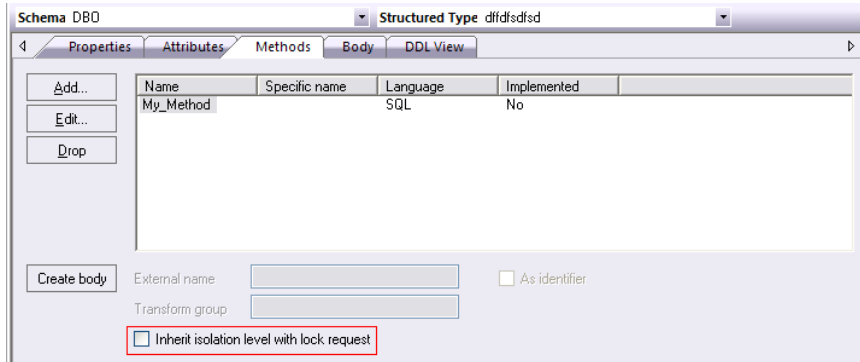 Schema DBO Structured Type dffdfsdfsd
Properties Attributes Methods Body DDL View
Add... Name Specific name Language Implemented
My_Method SQL No
Edit...
Drop
Create body External name As identifier
Transform group
Inherit isolation level with lock request